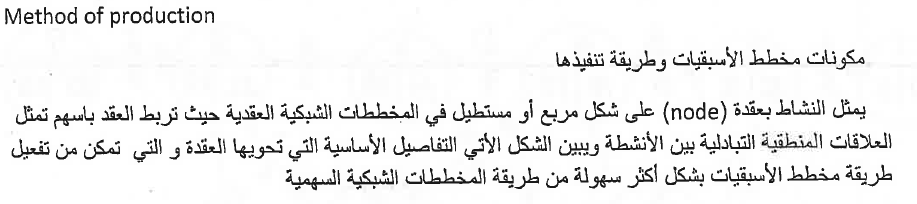 Method of production
مكونات مخطط الأسبقيات وطريقة تنفيذها
يمثل النشاط بعقدة (node) على شكل مربع أو مستطيل في المخططات الشبكية العقدية حيث تربط العقد باسهم تمثل
العلاقات المنطقية التبادلية بين الأنشطة ويبين الشكل الأتي التفاصيل الأساسية التي تحويها العقدة و التي تمكن من تفعيل
طريقة مخطط الأسبقيات بشكل أكثر سهولة من طريقة المخططات الشبكية السهمية